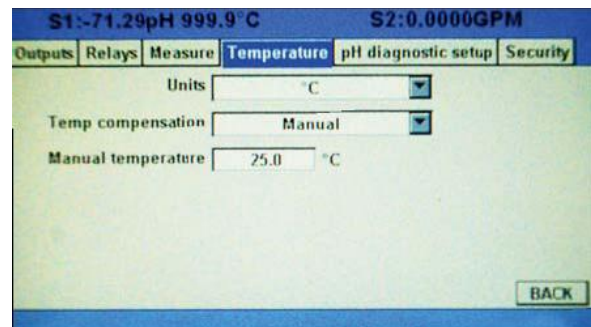 S1:-71.29pH 999.9°C S2:0.0000GPM
Outputs Relays Measure Temperature pH diagnostic setup Security
Units °C
Temp compensation Manual
Manual temperature 25.0 °C
BACK